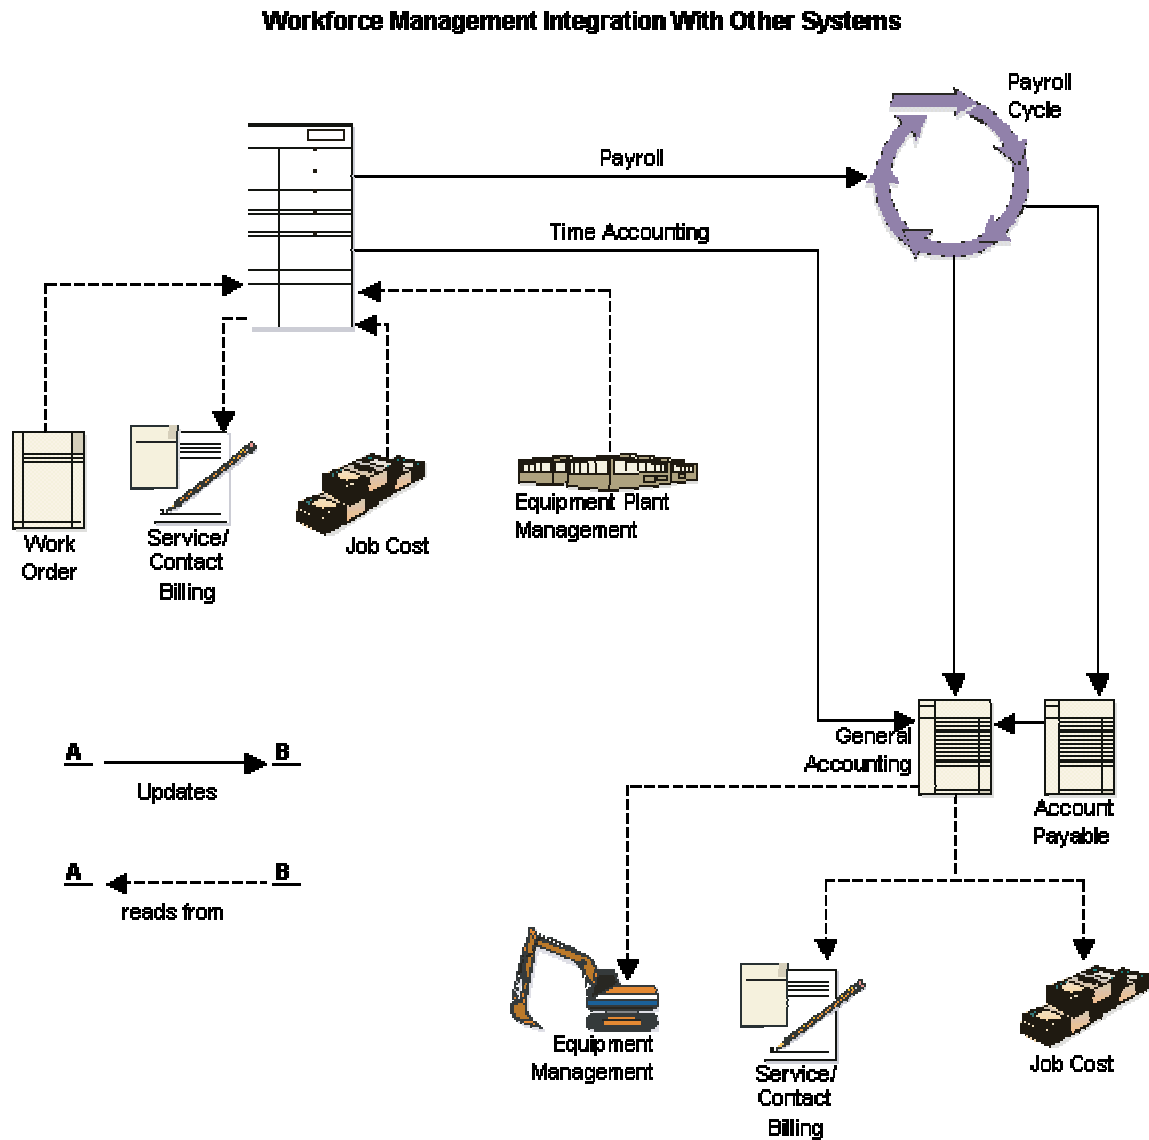 Workforce Management Integration With Other Systems
Payroll
Cycle
Payroll
Time Accounting
Work
Order
Service/
Contact
Billing
Job Cost
Equipment Plant
Management
General
Accounting
Account
Payable
A
B
Updates
A
B
reads from
Equipment
Management
Service/
Contact
Billing
Job Cost